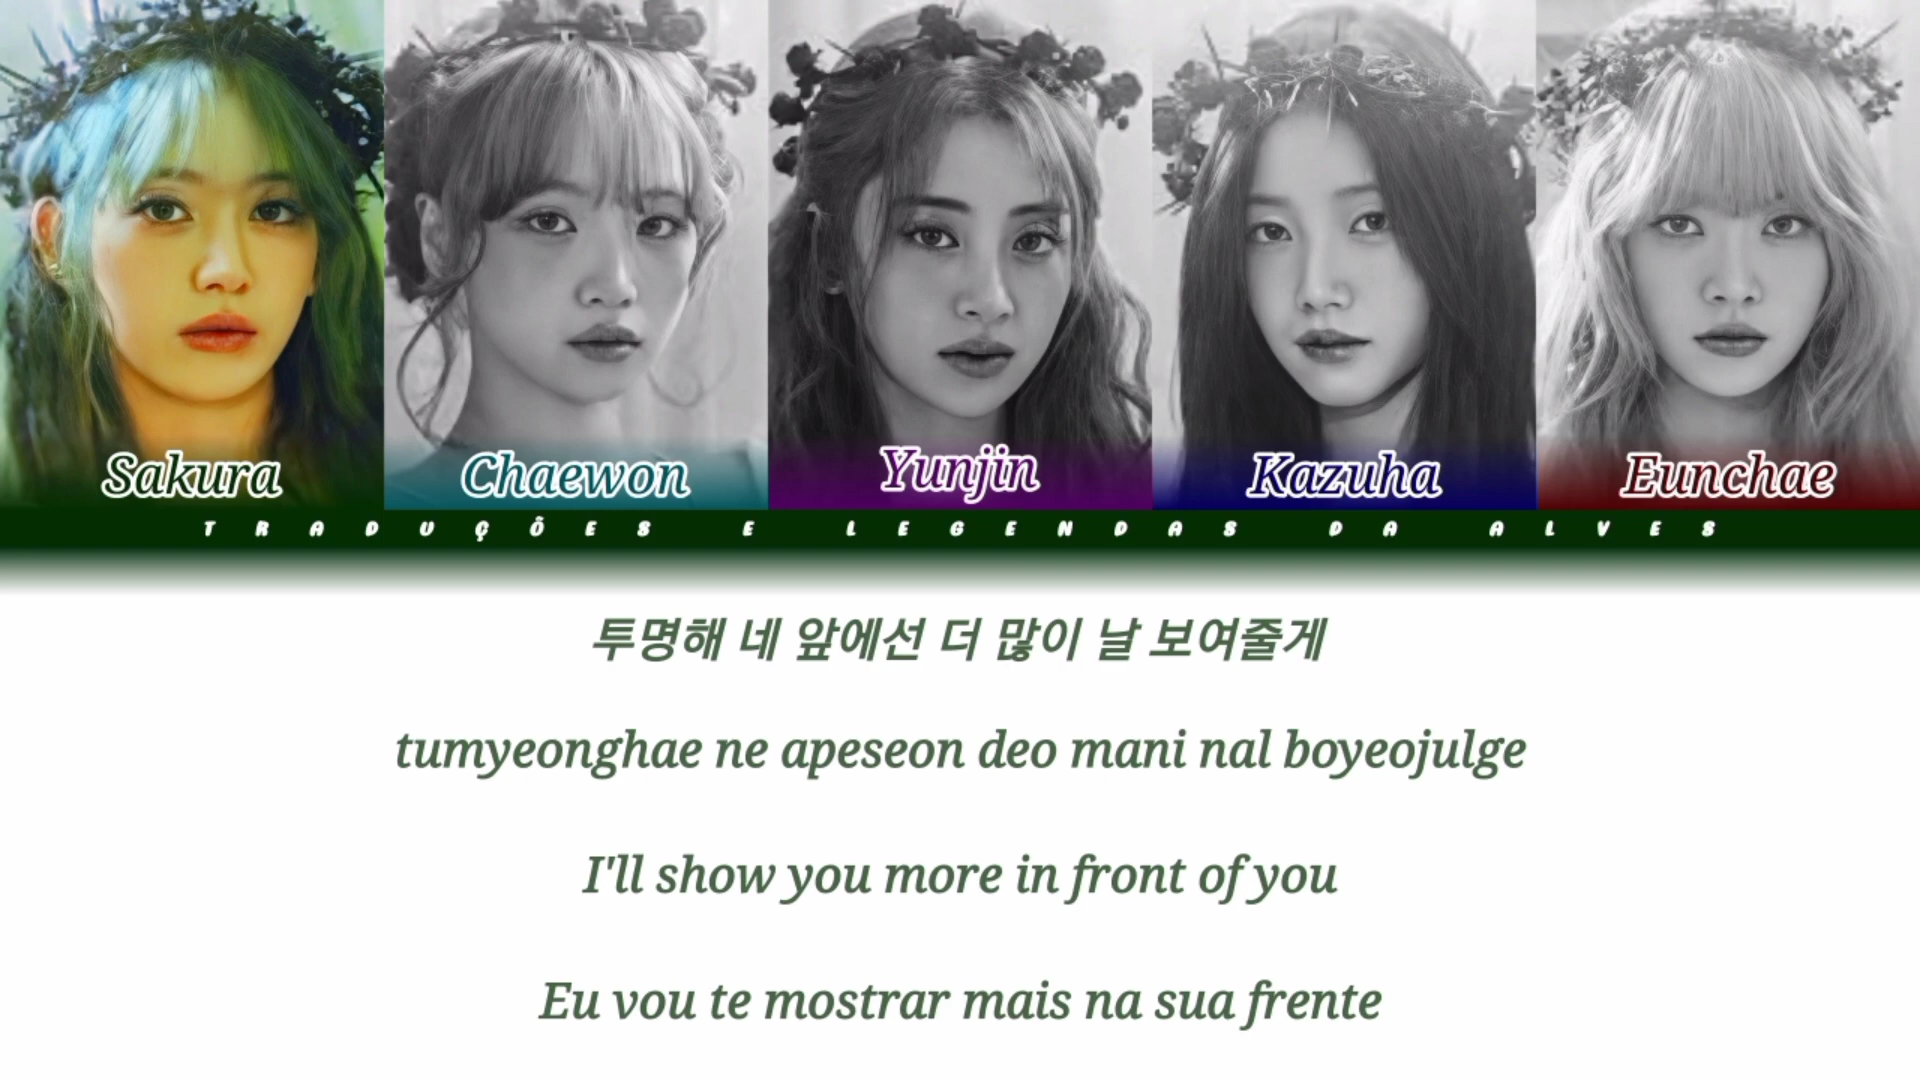 Sakura Chaewon Yunjin Kazuha Eunchae
TRADUÇÕES E LEGENDAS DA ALVES
투명해 네 앞에선 더 많이 날 보여줄게
tumyeonghae ne apeseon deo mani nal boyeojulge
I'll show you more in front of you
Eu vou te mostrar mais na sua frente